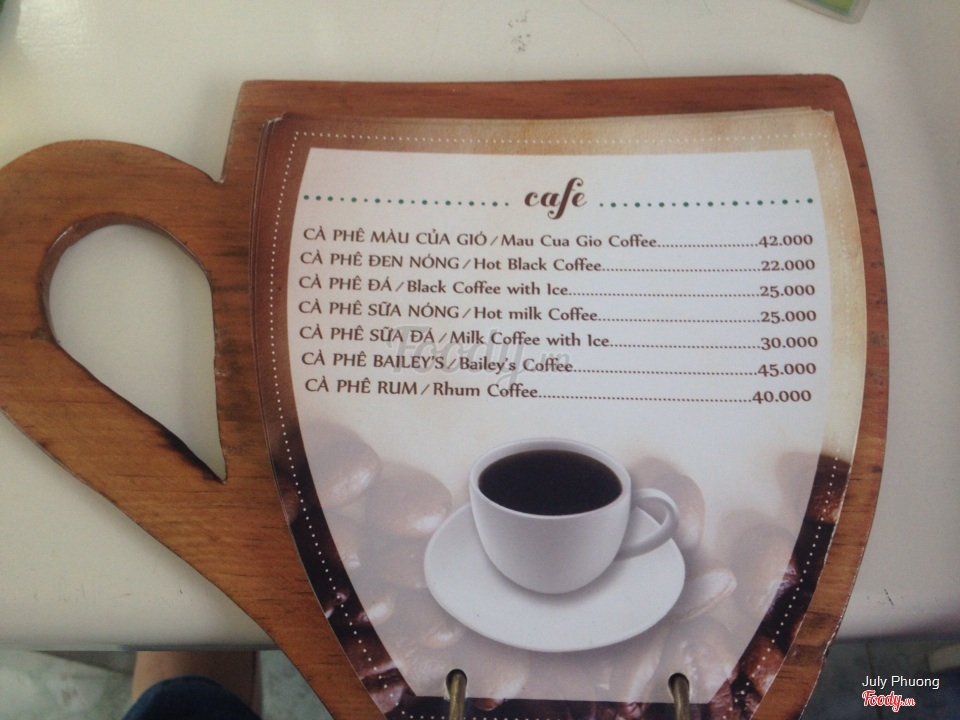 cafe
CÀ PHÊ MÀU CỦA GIÓ/Mau Cua Gio Coffee..........................42.000
CÀ PHÊ ĐEN NÓNG/Hot Black Coffee........................................22.000
CÀ PHÊ ĐÁ/Black Coffee with Ice..................................................25.000
CÀ PHÊ SỮA NÓNG/Hot milk Coffee.........................................25.000
CÀ PHÊ SỮA ĐÁ/Milk Coffee with Ice.......................................30.000
CÀ PHÊ BAILEY'S/Bailey's Coffee.................................................45.000
CÀ PHÊ RUM/Rhum Coffee........................................................40.000
Foody.vn
July Phuong
Foody.vn